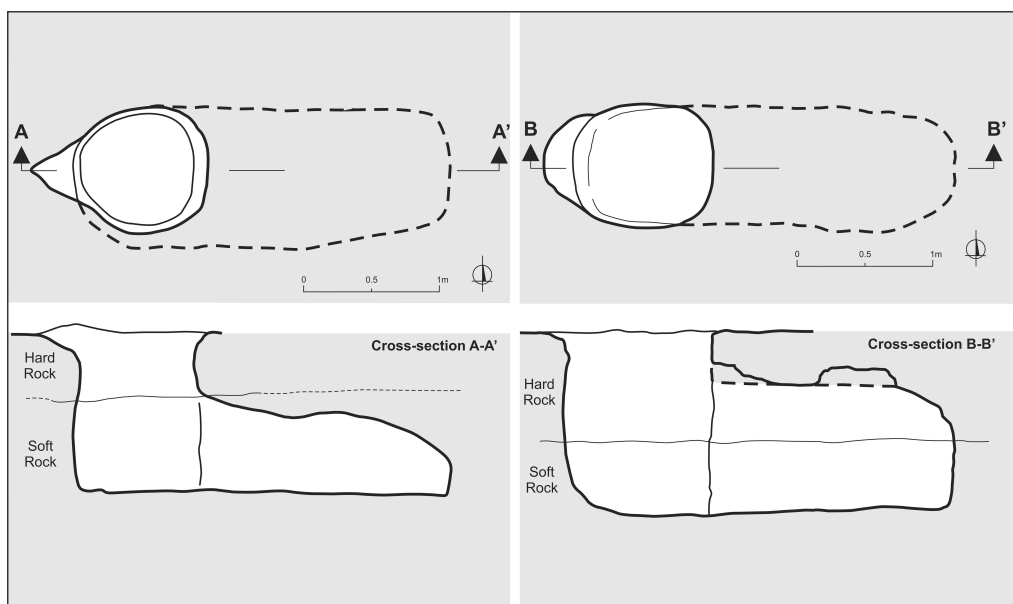 A
A’
0
0.5
1m
B
B’
0
0.5
1m
Cross-section A-A’
Hard
Rock
Soft
Rock
Cross-section B-B’
Hard
Rock
Soft
Rock